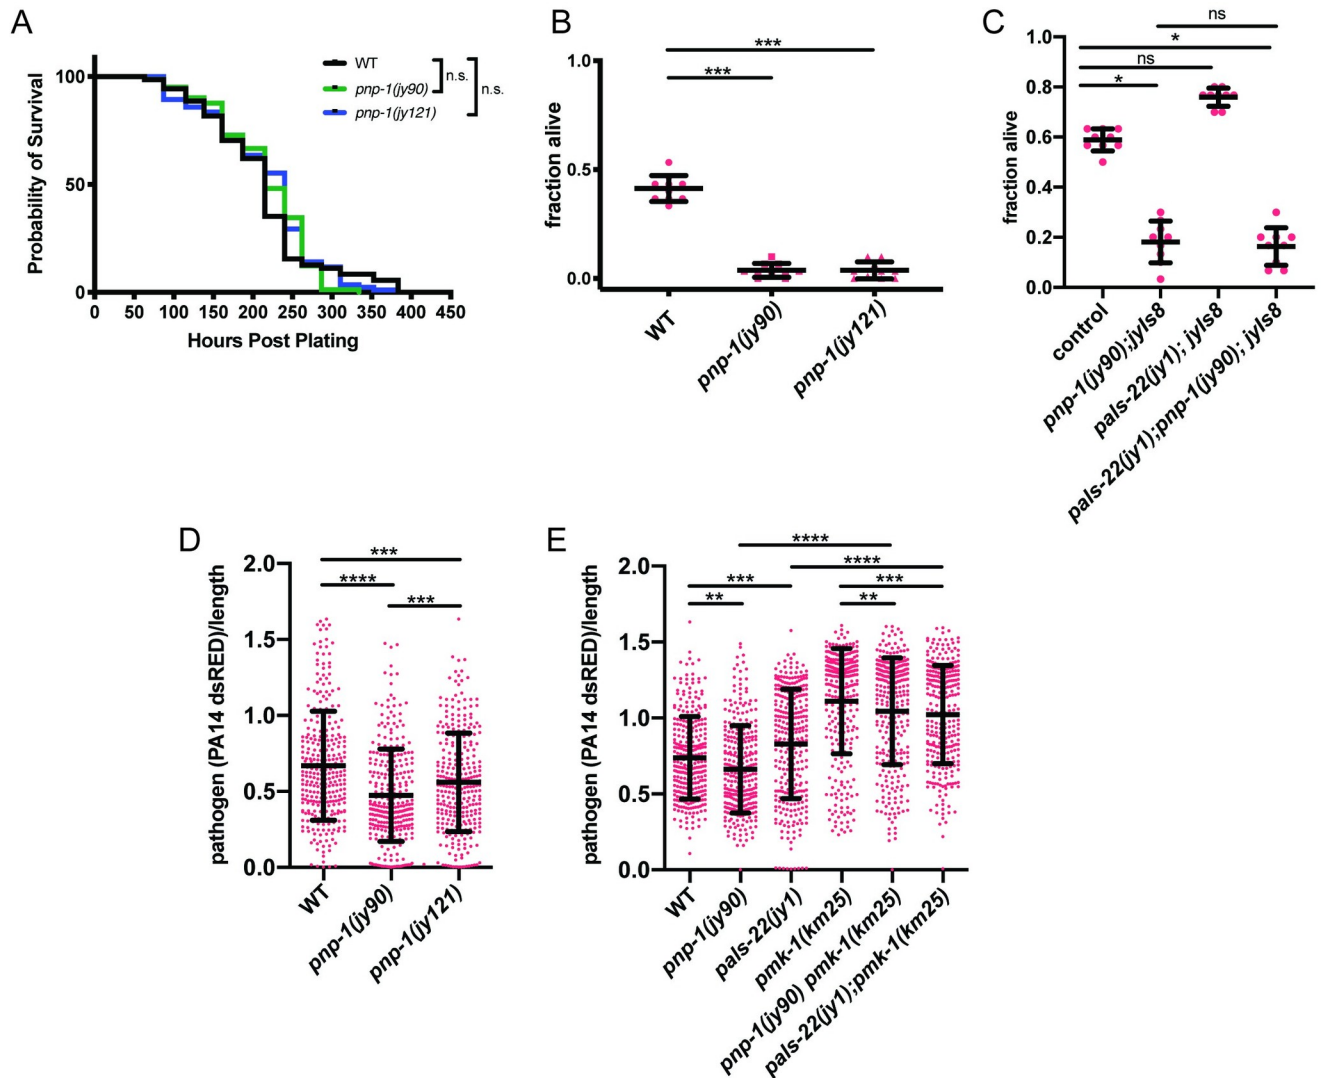 A
Probability of Survival
100
50
0
0 50 100 150 200 250 300 350 400 450
Hours Post Plating
WT
pnp-1(jy90)
pnp-1(jy121)
n.s.
n.s.
B
fraction alive
1.0
0.5
0.0
***
***
WT
pnp-1(jy90)
pnp-1(jy121)
C
fraction alive
1.0
0.8
0.6
0.4
0.2
0.0
ns
*
ns
*
control
pnp-1(jy90);jyIs8
pals-22(jy1); jyIs8
pals-22(jy1);pnp-1(jy90); jyIs8
D
pathogen (PA14 dsRED)/length
2.0
1.5
1.0
0.5
0.0
***
****
***
WT
pnp-1(jy90)
pnp-1(jy121)
E
pathogen (PA14 dsRED)/length
2.0
1.5
1.0
0.5
0.0
****
****
*** ***
** **
WT
pnp-1(jy90)
pals-22(jy1)
pmk-1(km25)
pnp-1(jy90) pmk-1(km25)
pals-22(jy1);pmk-1(km25)